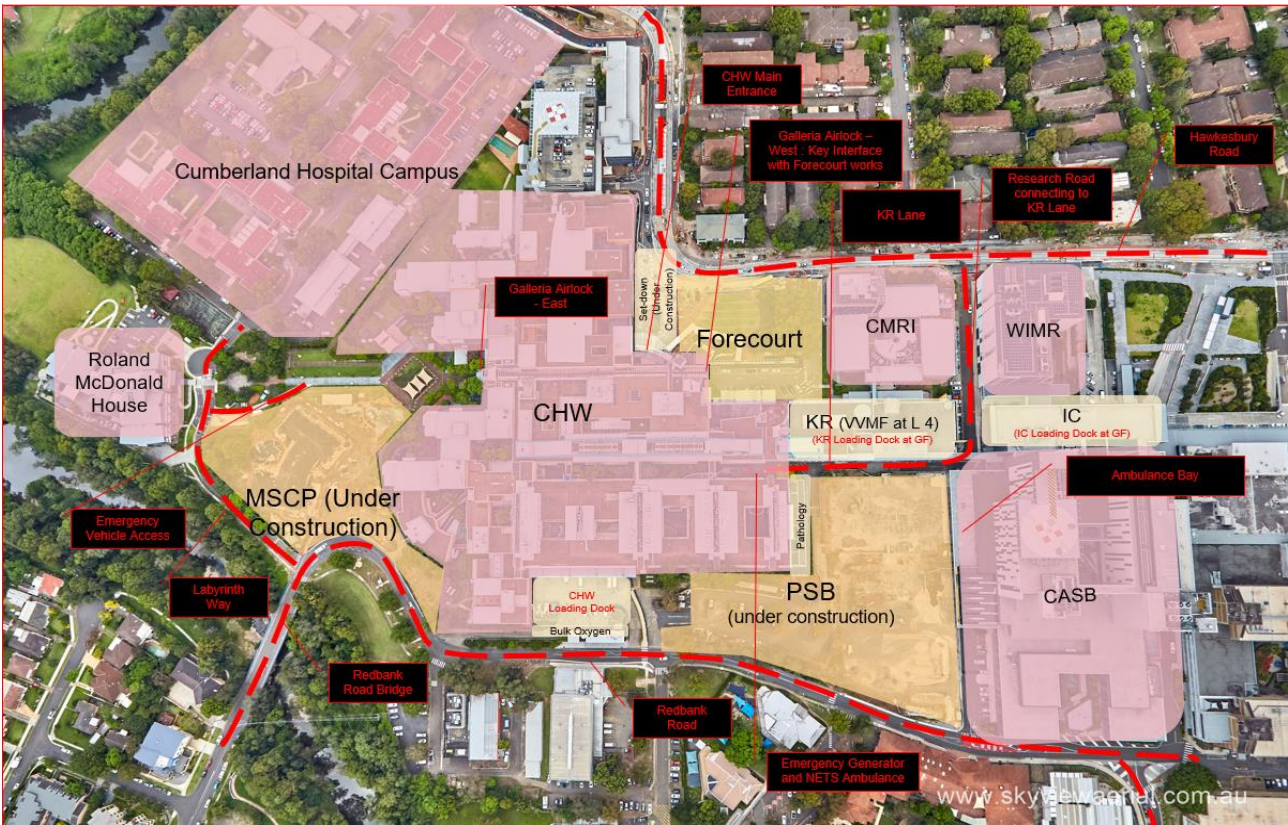 CHW Main
Entrance
Galleria Airlock –
West : Key Interface
with Forecourt works
Hawkesbury
Road
Research Road
connecting to
KR Lane
KR Lane
Cumberland Hospital Campus
Galleria Airlock
- East
Set-down
(Under
Construction)
Forecourt
CMRI
WIMR
Roland
McDonald
House
CHW
KR (VVMF at L 4)
(KR Loading Dock at GF)
IC
(IC Loading Dock at GF)
Ambulance Bay
MSCP (Under
Construction)
Emergency
Vehicle Access
Pathology
Labyrinth
Way
CHW
Loading Dock
Bulk Oxygen
PSB
(under construction)
CASB
Redbank
Road Bridge
Redbank
Road
Emergency Generator
and NETS Ambulance
www.skyviewaerial.com.au